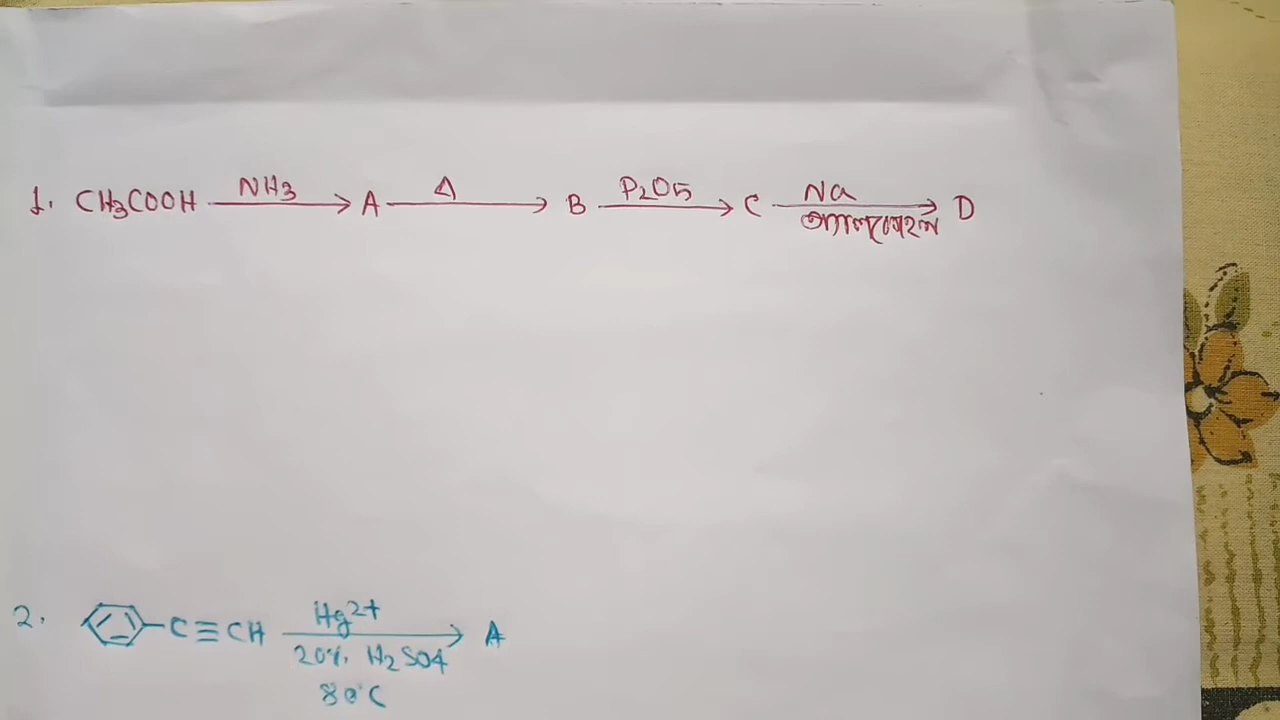 1. CH3COOH NH3 → A Δ → B P2O5 → C Na → D
অ্যালকোহল
2. C≡CH Hg2+ → A
20% H2SO4
80°C